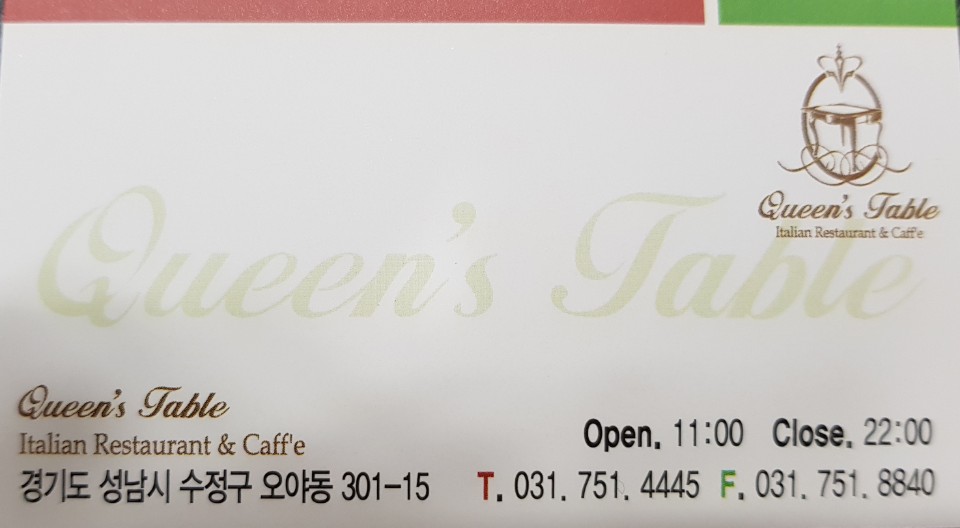 Queen's Table
Italian Restaurant & Caff'e
Queen's Table
Queen's Table
Italian Restaurant & Caff'e
Open. 11:00 Close. 22:00
경기도 성남시 수정구 오야동 301-15 T. 031. 751. 4445 F. 031. 751. 8840